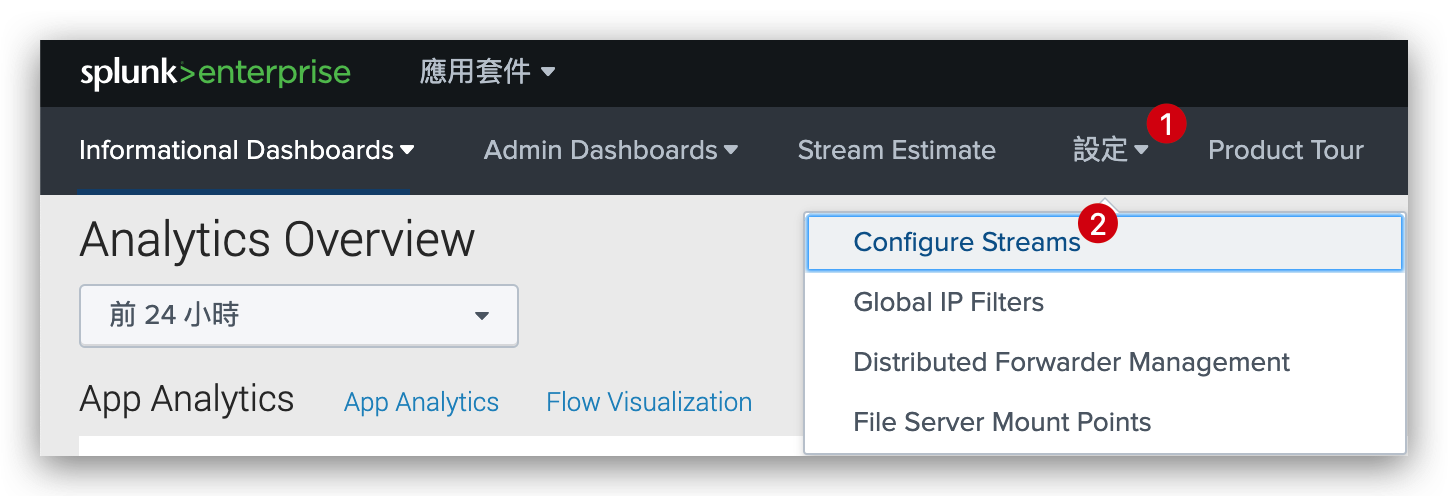 splunk>enterprise 應用套件
Informational Dashboards Admin Dashboards Stream Estimate 設定 1 Product Tour
Analytics Overview
2
Configure Streams
前 24 小時
Global IP Filters
Distributed Forwarder Management
App Analytics App Analytics Flow Visualization
File Server Mount Points